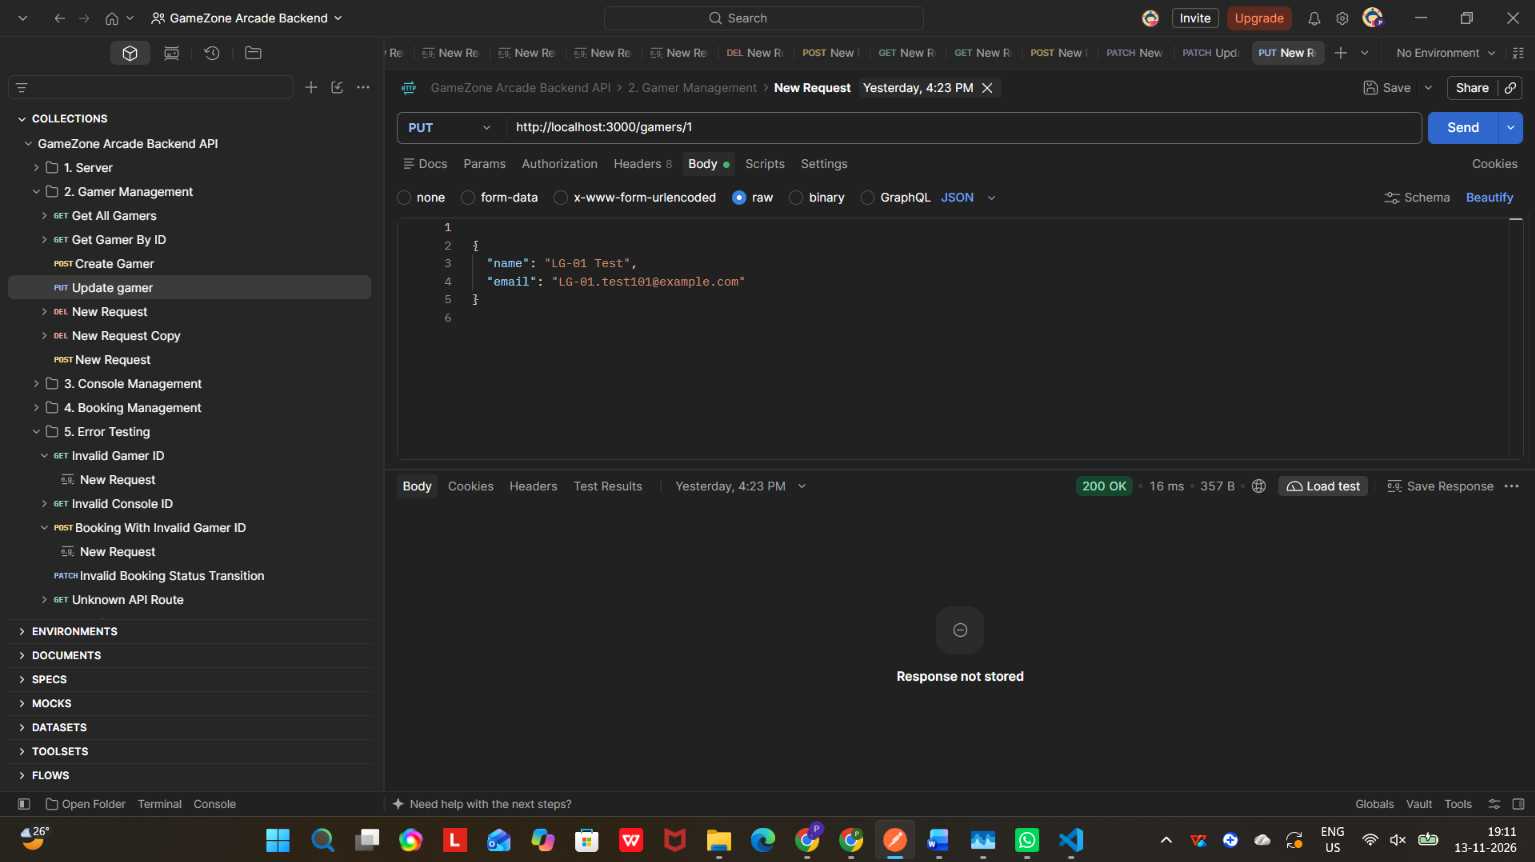 GameZone Arcade Backend
Search
Invite
Upgrade
New Re
New Re
New Re
New Re
DEL New R
POST New
GET New R
GET New R
POST New
PATCH New
PATCH Upd
PUT New R
No Environment
GameZone Arcade Backend API > 2. Gamer Management > New Request
Yesterday, 4:23 PM
Save
Share
COLLECTIONS
GameZone Arcade Backend API
1. Server
2. Gamer Management
GET Get All Gamers
GET Get Gamer By ID
POST Create Gamer
PUT Update gamer
DEL New Request
DEL New Request Copy
POST New Request
3. Console Management
4. Booking Management
5. Error Testing
GET Invalid Gamer ID
e.g. New Request
GET Invalid Console ID
POST Booking With Invalid Gamer ID
e.g. New Request
PATCH Invalid Booking Status Transition
GET Unknown API Route
ENVIRONMENTS
DOCUMENTS
SPECS
MOCKS
DATASETS
TOOLSETS
FLOWS
PUT
http://localhost:3000/gamers/1
Send
Docs Params Authorization Headers 8 Body Scripts Settings
Cookies
none form-data x-www-form-urlencoded raw binary GraphQL JSON
Schema Beautify
1
2 {
3 "name": "LG-01 Test",
4 "email": "LG-01.test101@example.com"
5 }
6
Body Cookies Headers Test Results Yesterday, 4:23 PM
200 OK 16 ms 357 B Load test e.g. Save Response
Response not stored
Open Folder Terminal Console
Need help with the next steps?
Globals Vault Tools
26°
ENG
US
19:11
13-11-2026